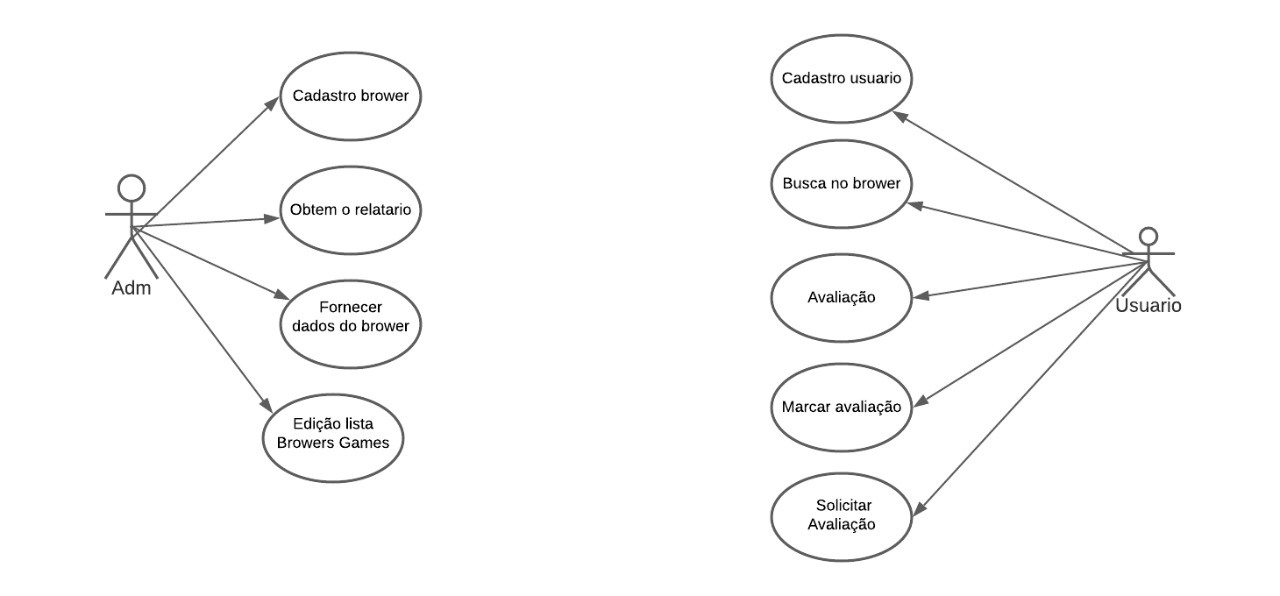 Cadastro brower
Obtem o relatario
Fornecer
dados do brower
Edição lista
Browers Games
Adm
Cadastro usuario
Busca no brower
Avaliação
Marcar avaliação
Solicitar
Avaliação
Usuario